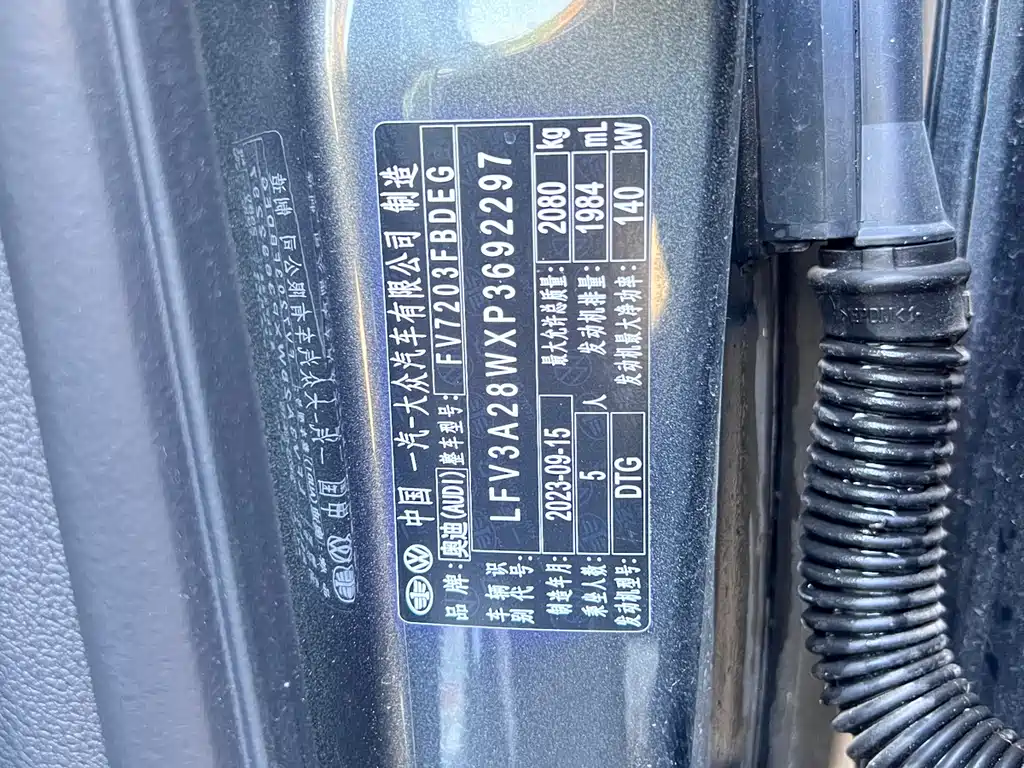 中国 一汽-大众汽车有限公司 制造
品牌: 奥迪(AUDI) 整车型号: FV7203FBDEG
车辆识别代号: LFV3A28WXP3692297
制造年月: 2023-09-15 最大允许总质量: 2080 kg
乘坐人数: 5 人 发动机排量: 1984 mL
发动机型号: DTG 发动机最大净功率: 140 kW